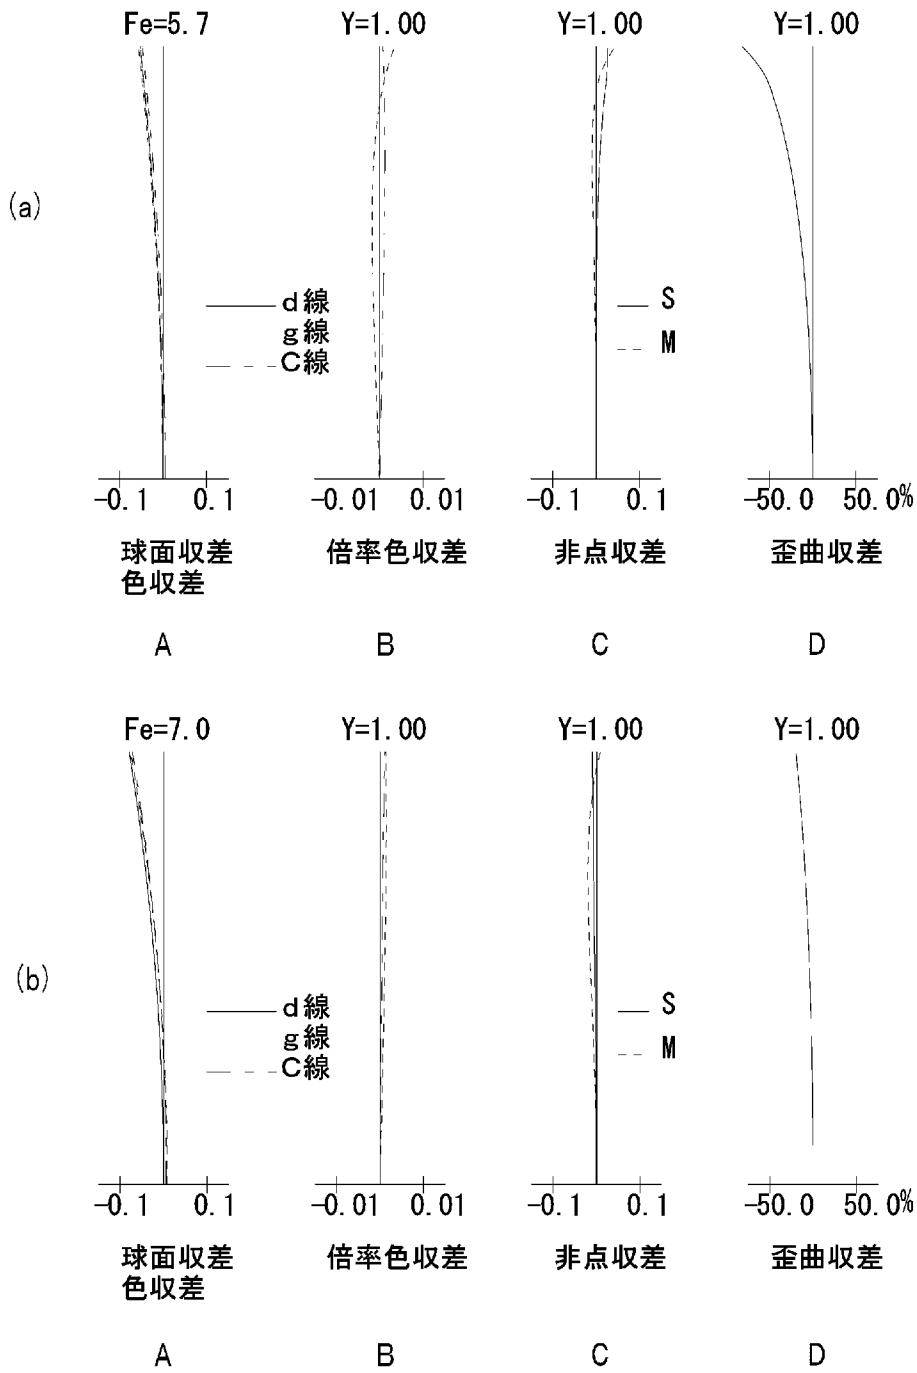 Fe=5.7 Y=1.00 Y=1.00 Y=1.00
(a)
d線
g線
C線
S
M
-0.1 0.1 -0.01 0.01 -0.1 0.1 -50.0 50.0%
球面収差 倍率色収差 非点収差 歪曲収差
色収差
A B C D
Fe=7.0 Y=1.00 Y=1.00 Y=1.00
(b)
d線
g線
C線
S
M
-0.1 0.1 -0.01 0.01 -0.1 0.1 -50.0 50.0%
球面収差 倍率色収差 非点収差 歪曲収差
色収差
A B C D